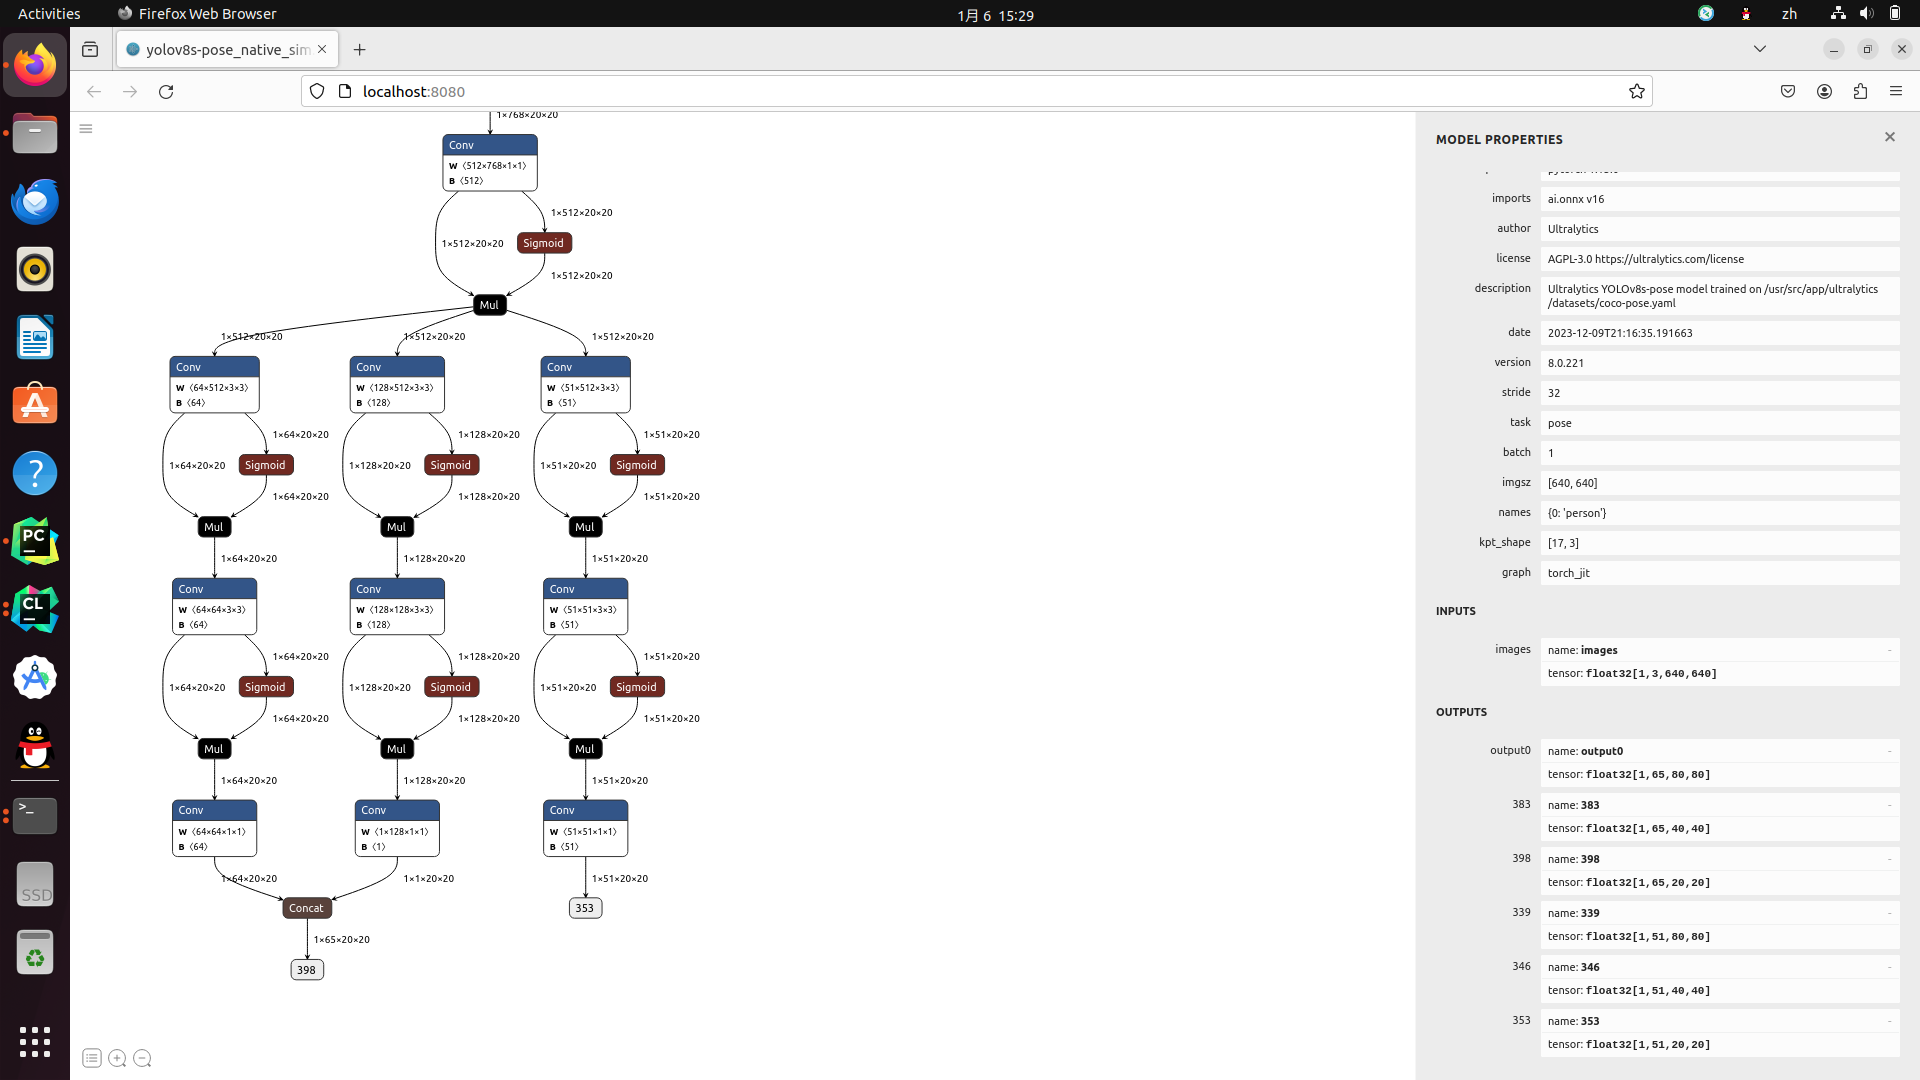 Activities
Firefox Web Browser
1月 6 15:29
zh
yolov8s-pose_native_sim
localhost:8080
1×768×20×20
Conv
W 〈512×768×1×1〉
B 〈512〉
1×512×20×20
1×512×20×20
Sigmoid
1×512×20×20
Mul
1×512×20×20
1×512×20×20
1×512×20×20
Conv
W 〈64×512×3×3〉
B 〈64〉
Conv
W 〈128×512×3×3〉
B 〈128〉
Conv
W 〈51×512×3×3〉
B 〈51〉
1×64×20×20
1×128×20×20
1×51×20×20
1×64×20×20
Sigmoid
1×128×20×20
Sigmoid
1×51×20×20
Sigmoid
1×64×20×20
1×128×20×20
1×51×20×20
Mul
Mul
Mul
1×64×20×20
1×128×20×20
1×51×20×20
Conv
W 〈64×64×3×3〉
B 〈64〉
Conv
W 〈128×128×3×3〉
B 〈128〉
Conv
W 〈51×51×3×3〉
B 〈51〉
1×64×20×20
1×128×20×20
1×51×20×20
1×64×20×20
Sigmoid
1×128×20×20
Sigmoid
1×51×20×20
Sigmoid
1×64×20×20
1×128×20×20
1×51×20×20
Mul
Mul
Mul
1×64×20×20
1×128×20×20
1×51×20×20
Conv
W 〈64×64×1×1〉
B 〈64〉
Conv
W 〈1×128×1×1〉
B 〈1〉
Conv
W 〈51×51×1×1〉
B 〈51〉
1×64×20×20
1×1×20×20
1×51×20×20
Concat
353
1×65×20×20
398
MODEL PROPERTIES
imports
ai.onnx v16
author
Ultralytics
license
AGPL-3.0 https://ultralytics.com/license
description
Ultralytics YOLOv8s-pose model trained on /usr/src/app/ultralytics
/datasets/coco-pose.yaml
date
2023-12-09T21:16:35.191663
version
8.0.221
stride
32
task
pose
batch
1
imgsz
[640, 640]
names
{0: 'person'}
kpt_shape
[17, 3]
graph
torch_jit
INPUTS
images
name: images
-
tensor: float32[1,3,640,640]
OUTPUTS
output0
name: output0
-
tensor: float32[1,65,80,80]
383
name: 383
-
tensor: float32[1,65,40,40]
398
name: 398
-
tensor: float32[1,65,20,20]
339
name: 339
-
tensor: float32[1,51,80,80]
346
name: 346
-
tensor: float32[1,51,40,40]
353
name: 353
-
tensor: float32[1,51,20,20]
PC
CL
>_
SSD